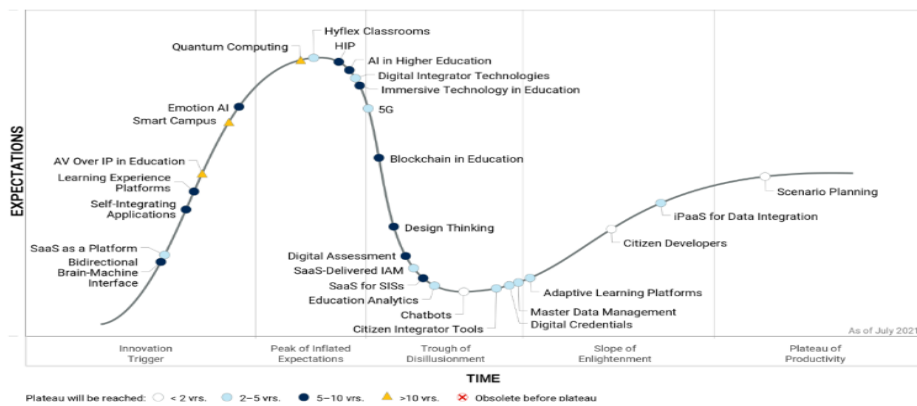 Hyflex Classrooms
Quantum Computing
HIP
AI in Higher Education
Digital Integrator Technologies
Immersive Technology in Education
Emotion AI
5G
Smart Campus
Blockchain in Education
AV Over IP in Education
Learning Experience
Platforms
Scenario Planning
Self-Integrating
Applications
iPaaS for Data Integration
Design Thinking
Citizen Developers
SaaS as a Platform
Bidirectional
Brain-Machine
Interface
Digital Assessment
SaaS-Delivered IAM
SaaS for SISs
Education Analytics
Chatbots
Citizen Integrator Tools
Adaptive Learning Platforms
Master Data Management
Digital Credentials
EXPECTATIONS
As of July 2021
Innovation
Trigger
Peak of Inflated
Expectations
Trough of
Disillusionment
Slope of
Enlightenment
Plateau of
Productivity
TIME
Plateau will be reached: < 2 yrs. 2–5 yrs. 5–10 yrs. >10 yrs. Obsolete before plateau